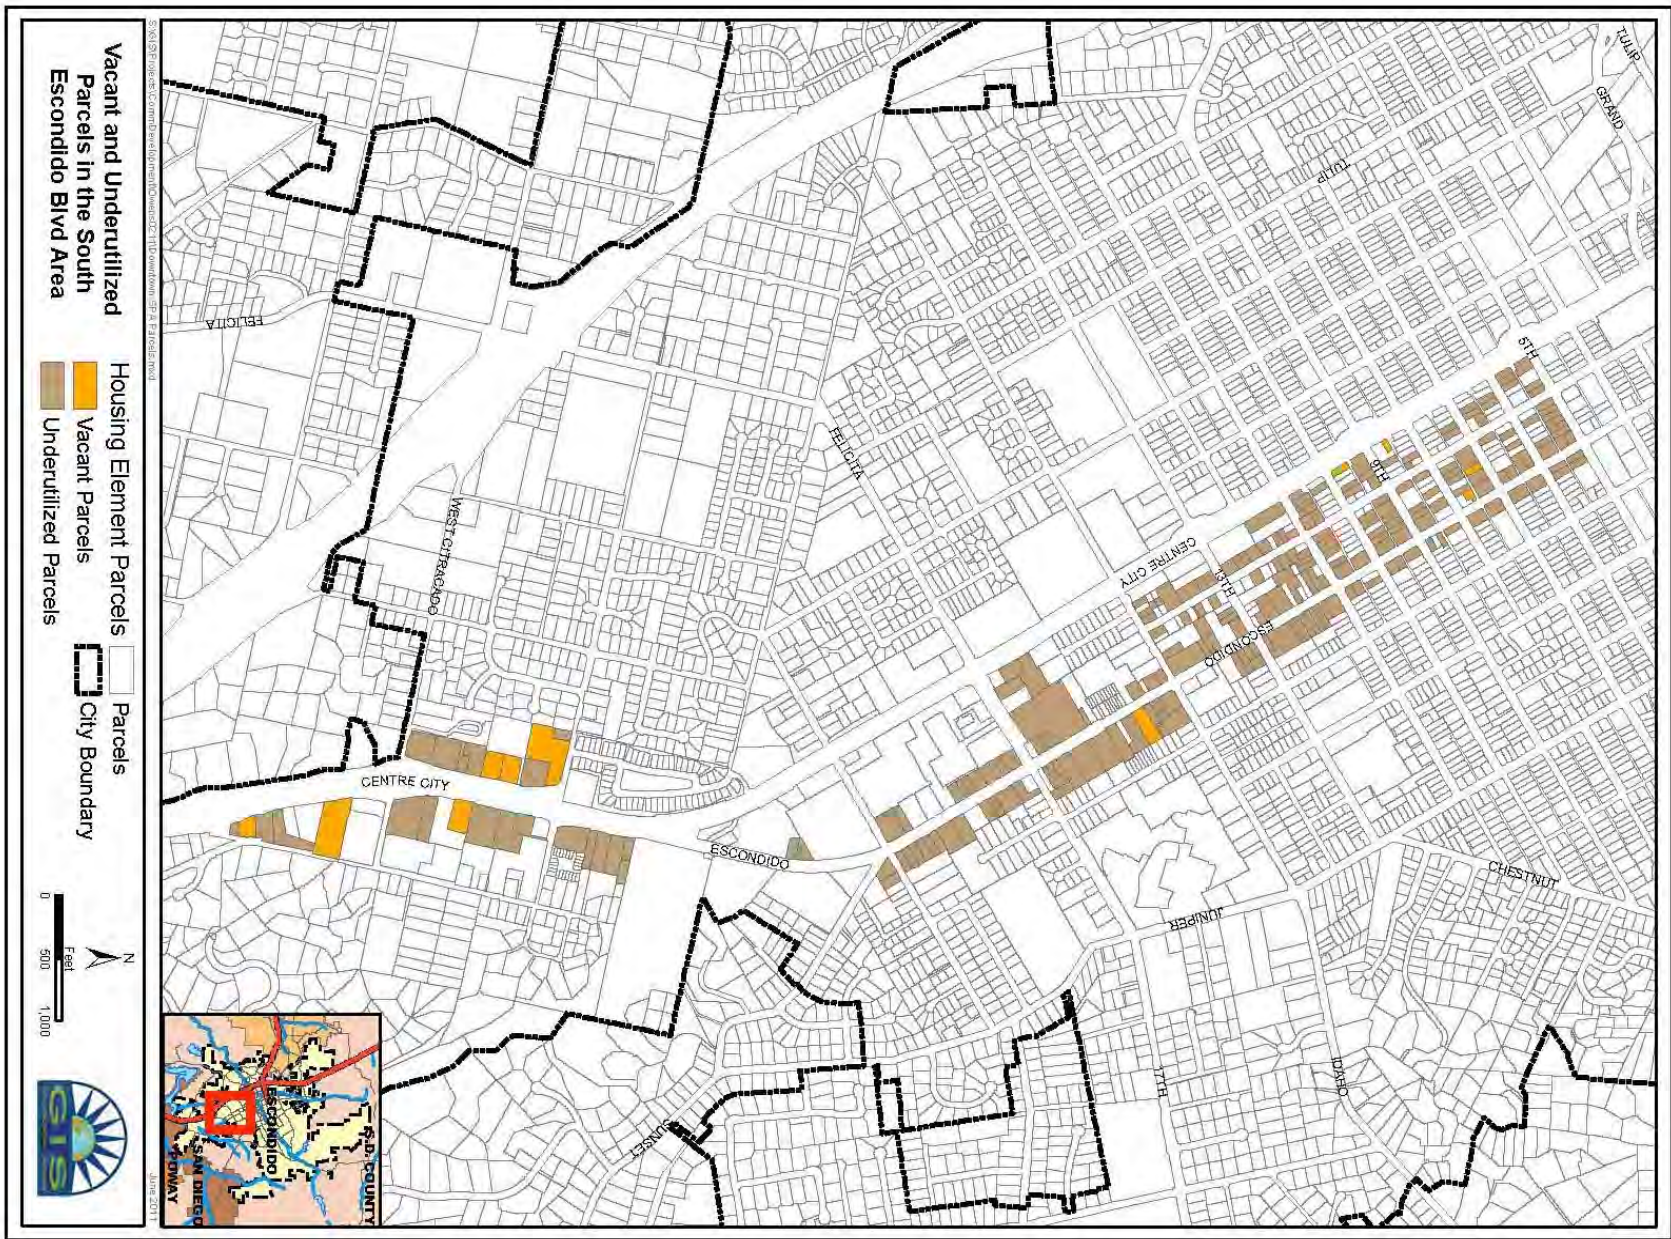 Vacant and Underutilized
Parcels in the South
Escondido Blvd Area
Housing Element Parcels
Vacant Parcels
Underutilized Parcels
Parcels
City Boundary
0 500 1,000
Feet
N
GIS
June 2011
TULIP
GRAND
TULIP
5TH
9TH
CENTRE CITY
13TH
ESCONDIDO
FELICITA
FELICITA
WEST CITRACADO
CENTRE CITY
ESCONDIDO
CHESTNUT
JUNIPER
IDAHO
17TH
SUNSET
S.D. COUNTY
ESCONDIDO
SAN DIEGO
POWAY